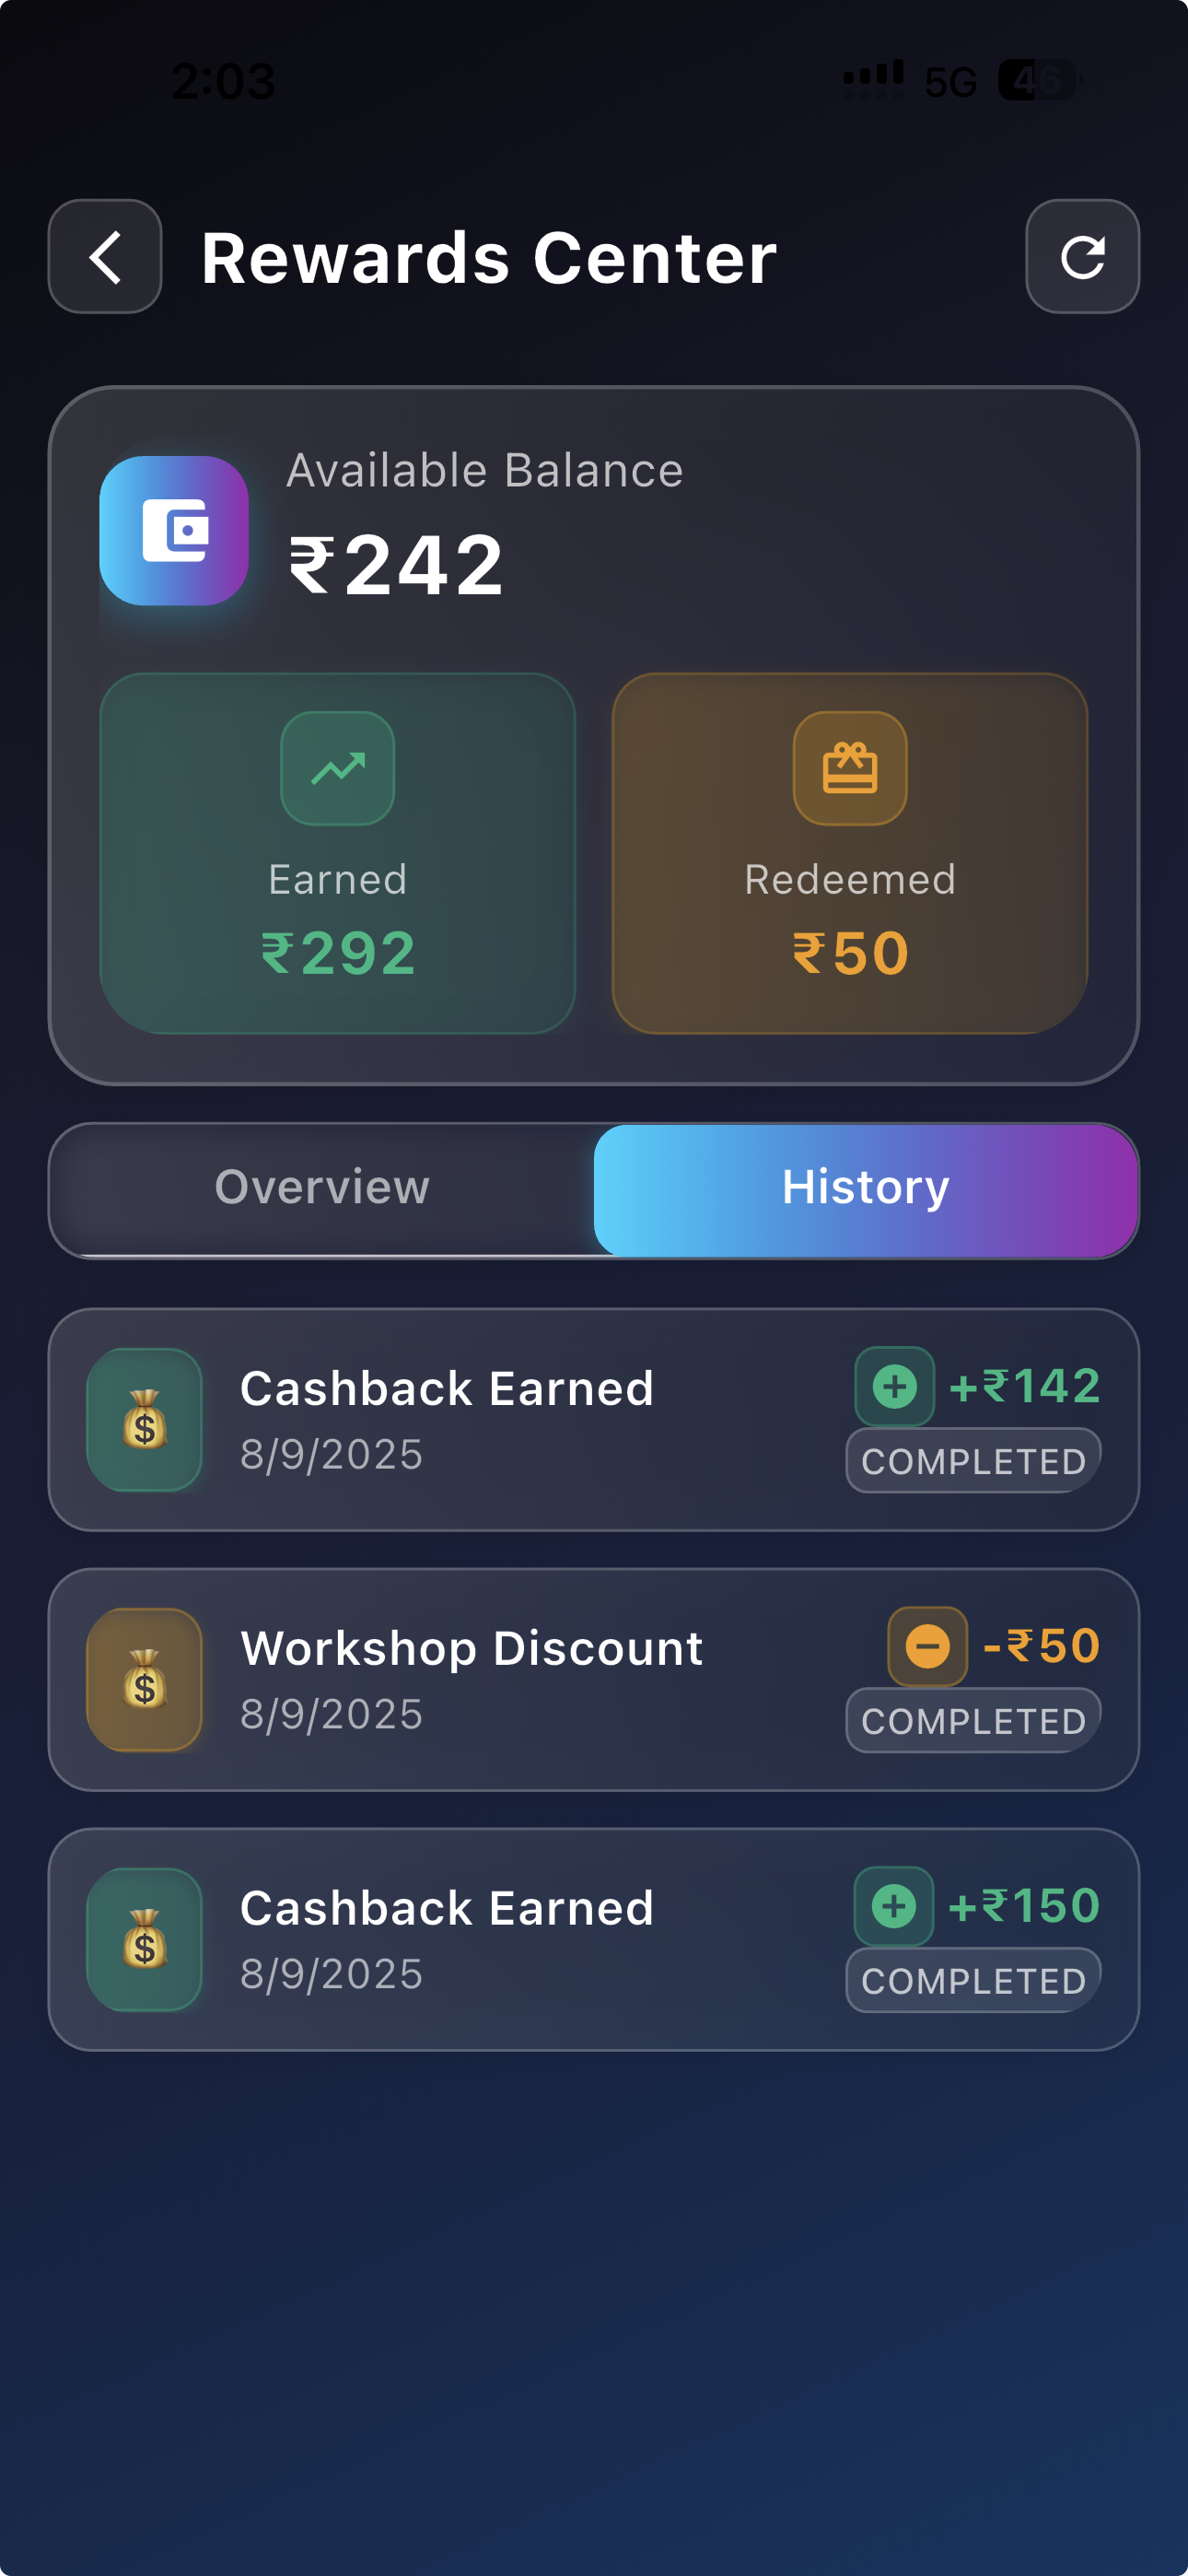 2:03
5G 46
Rewards Center
Available Balance
₹242
Earned
₹292
Redeemed
₹50
Overview
History
Cashback Earned
8/9/2025
+₹142
COMPLETED
Workshop Discount
8/9/2025
-₹50
COMPLETED
Cashback Earned
8/9/2025
+₹150
COMPLETED